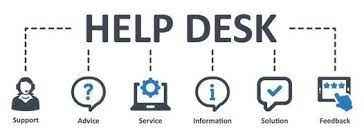 HELP DESK
Support
Advice
Service
Information
Solution
Feedback